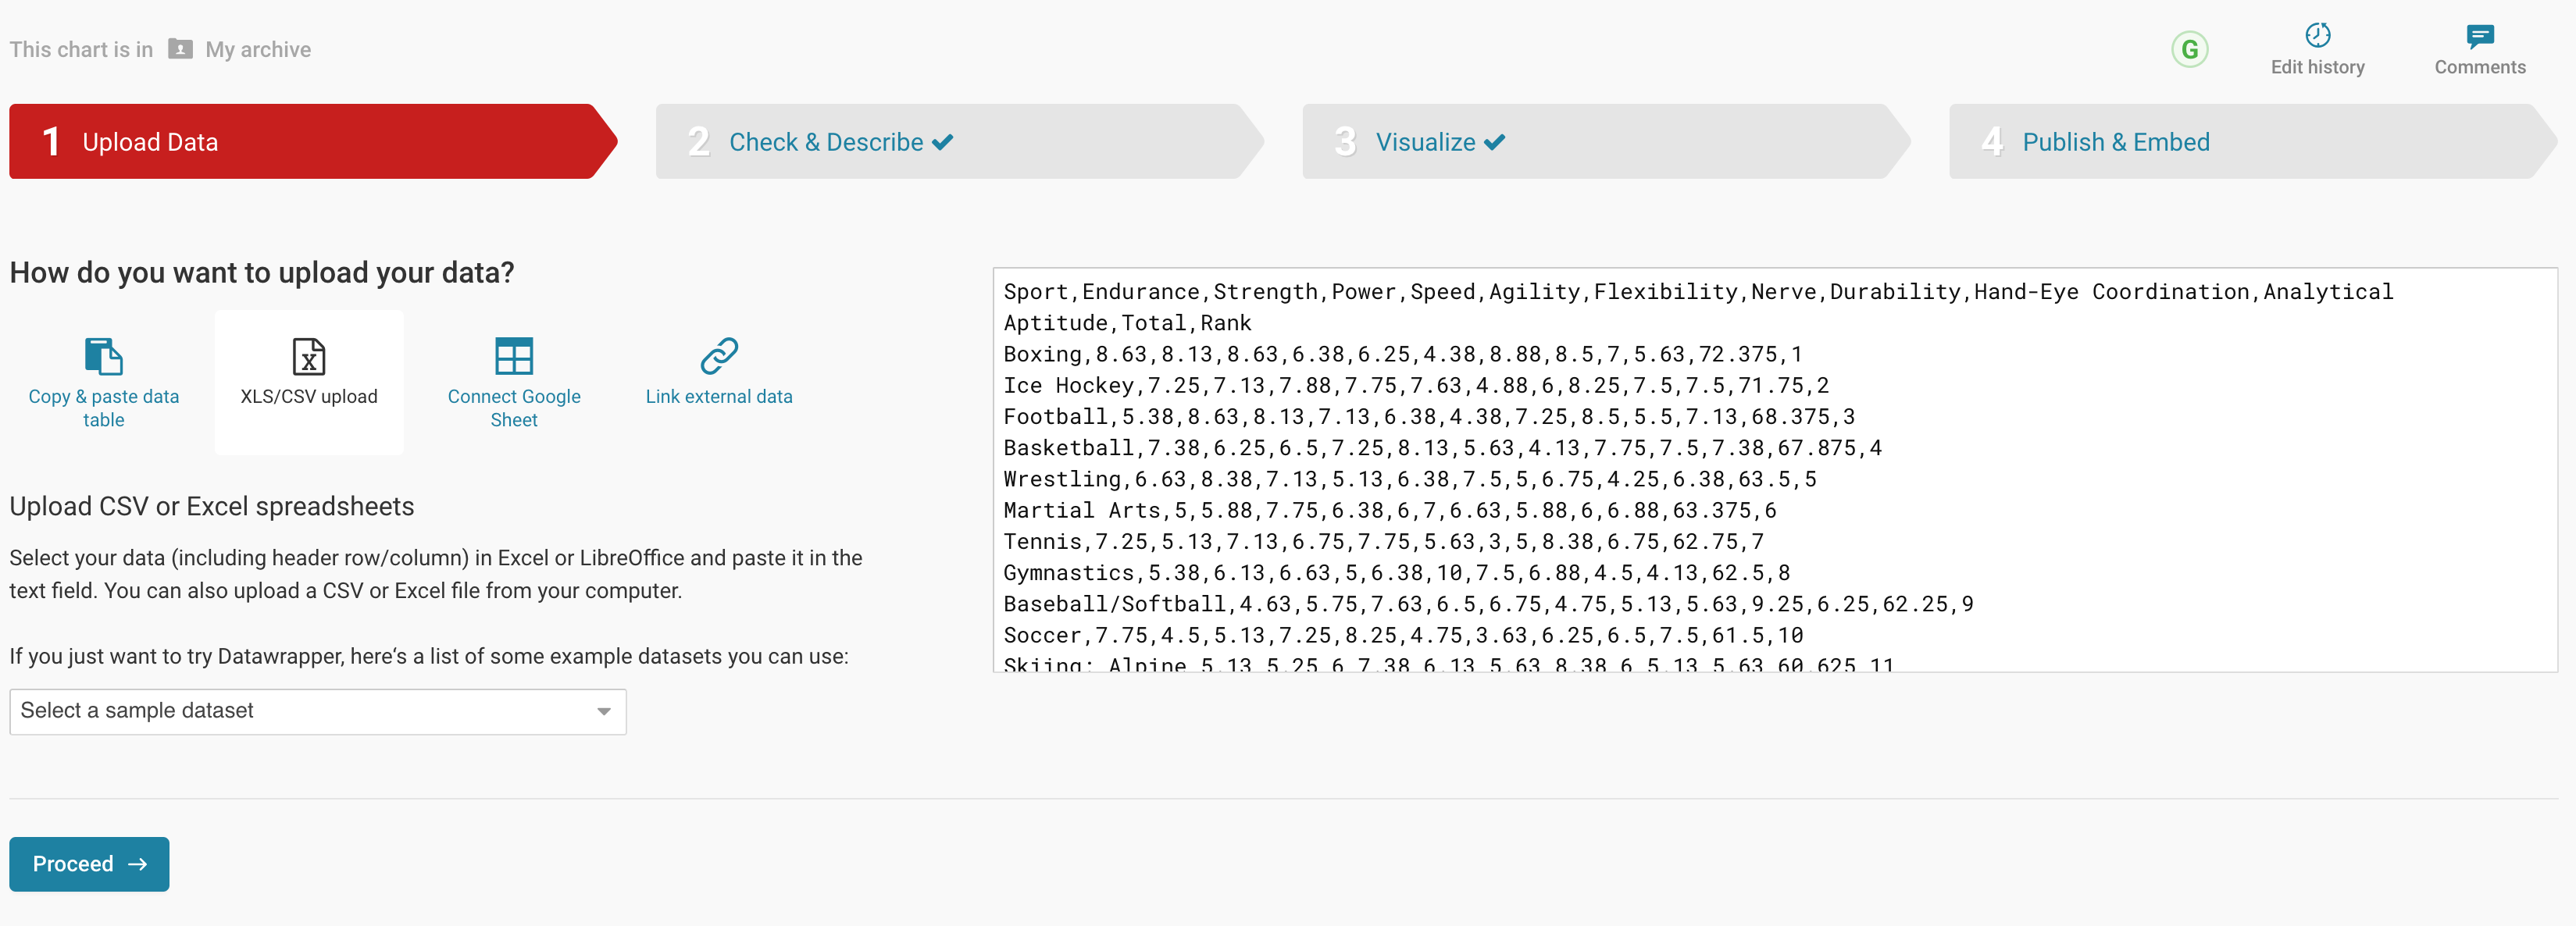 This chart is in My archive
G
Edit history
Comments
1 Upload Data
2 Check & Describe
3 Visualize
4 Publish & Embed
How do you want to upload your data?
Copy & paste data
table
XLS/CSV upload
Connect Google
Sheet
Link external data
Upload CSV or Excel spreadsheets
Select your data (including header row/column) in Excel or LibreOffice and paste it in the
text field. You can also upload a CSV or Excel file from your computer.
If you just want to try Datawrapper, here‘s a list of some example datasets you can use:
Select a sample dataset
Sport,Endurance,Strength,Power,Speed,Agility,Flexibility,Nerve,Durability,Hand-Eye Coordination,Analytical
Aptitude,Total,Rank
Boxing,8.63,8.13,8.63,6.38,6.25,4.38,8.88,8.5,7,5.63,72.375,1
Ice Hockey,7.25,7.13,7.88,7.75,7.63,4.88,6,8.25,7.5,7.5,71.75,2
Football,5.38,8.63,8.13,7.13,6.38,4.38,7.25,8.5,5.5,7.13,68.375,3
Basketball,7.38,6.25,6.5,7.25,8.13,5.63,4.13,7.75,7.5,7.38,67.875,4
Wrestling,6.63,8.38,7.13,5.13,6.38,7.5,5,6.75,4.25,6.38,63.5,5
Martial Arts,5,5.88,7.75,6.38,6,7,6.63,5.88,6,6.88,63.375,6
Tennis,7.25,5.13,7.13,6.75,7.75,5.63,3,5,8.38,6.75,62.75,7
Gymnastics,5.38,6.13,6.63,5,6.38,10,7.5,6.88,4.5,4.13,62.5,8
Baseball/Softball,4.63,5.75,7.63,6.5,6.75,4.75,5.13,5.63,9.25,6.25,62.25,9
Soccer,7.75,4.5,5.13,7.25,8.25,4.75,3.63,6.25,6.5,7.5,61.5,10
Skiing: Alpine,5.13,5.25,6,7.38,6.13,5.63,8.38,6,5.13,5.63,60.625,11
Proceed →